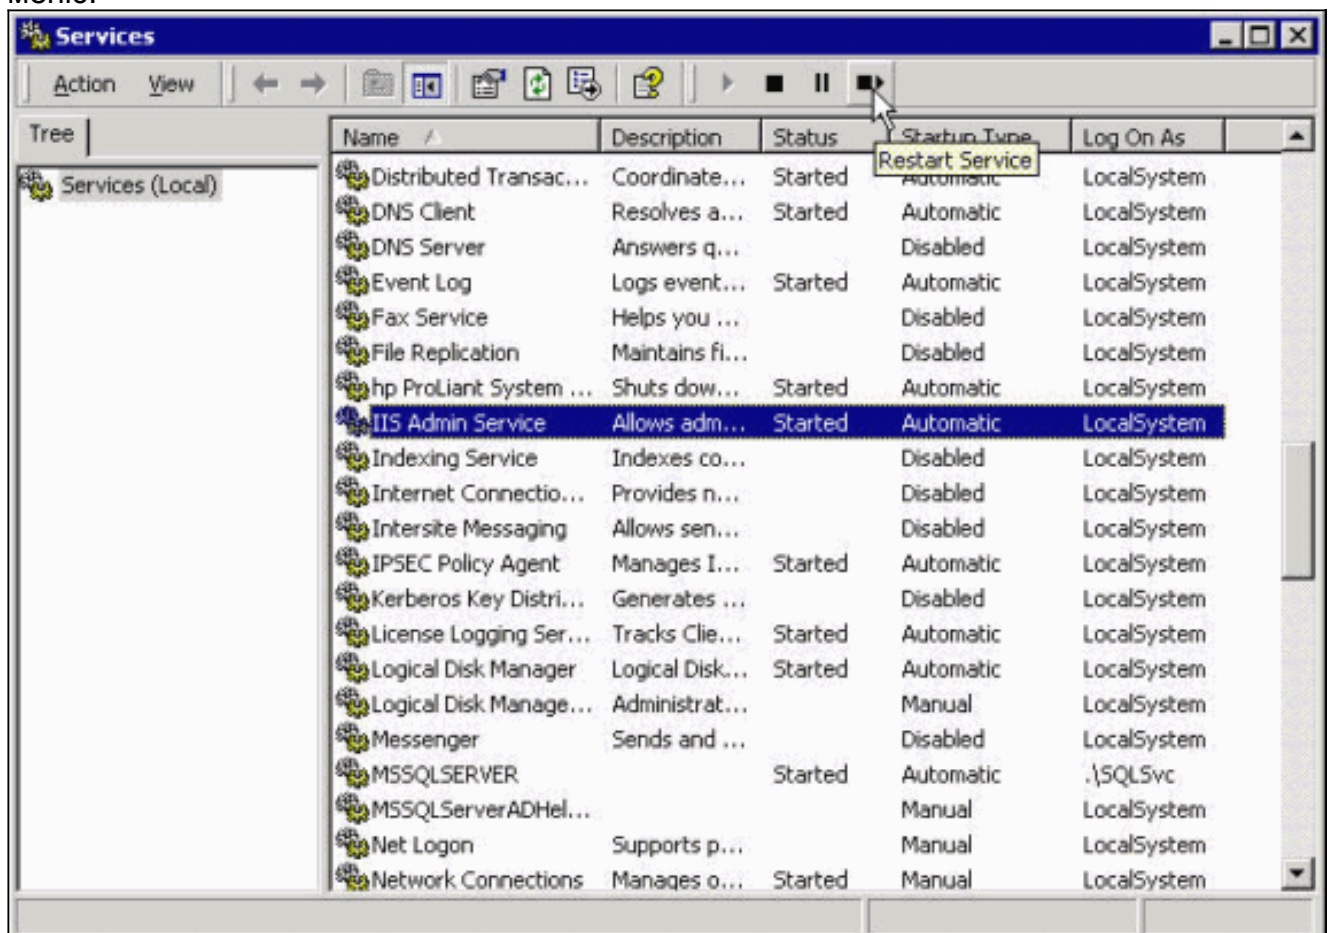 меню.
Services
Action View
Tree
Name Description Status Startup Type Log On As
Restart Service
Services (Local)
Distributed Transac... Coordinate... Started Automatic LocalSystem
DNS Client Resolves a... Started Automatic LocalSystem
DNS Server Answers q... Disabled LocalSystem
Event Log Logs event... Started Automatic LocalSystem
Fax Service Helps you ... Disabled LocalSystem
File Replication Maintains fi... Disabled LocalSystem
hp ProLiant System ... Shuts dow... Started Automatic LocalSystem
IIS Admin Service Allows adm... Started Automatic LocalSystem
Indexing Service Indexes co... Disabled LocalSystem
Internet Connectio... Provides n... Disabled LocalSystem
Intersite Messaging Allows sen... Disabled LocalSystem
IPSEC Policy Agent Manages I... Started Automatic LocalSystem
Kerberos Key Distri... Generates ... Disabled LocalSystem
License Logging Ser... Tracks Clie... Started Automatic LocalSystem
Logical Disk Manager Logical Disk... Started Automatic LocalSystem
Logical Disk Manage... Administrat... Manual LocalSystem
Messenger Sends and ... Disabled LocalSystem
MSSQLSERVER Started Automatic .\SQLSvc
MSSQLServerADHel... Manual LocalSystem
Net Logon Supports p... Manual LocalSystem
Network Connections Manages o... Started Manual LocalSystem